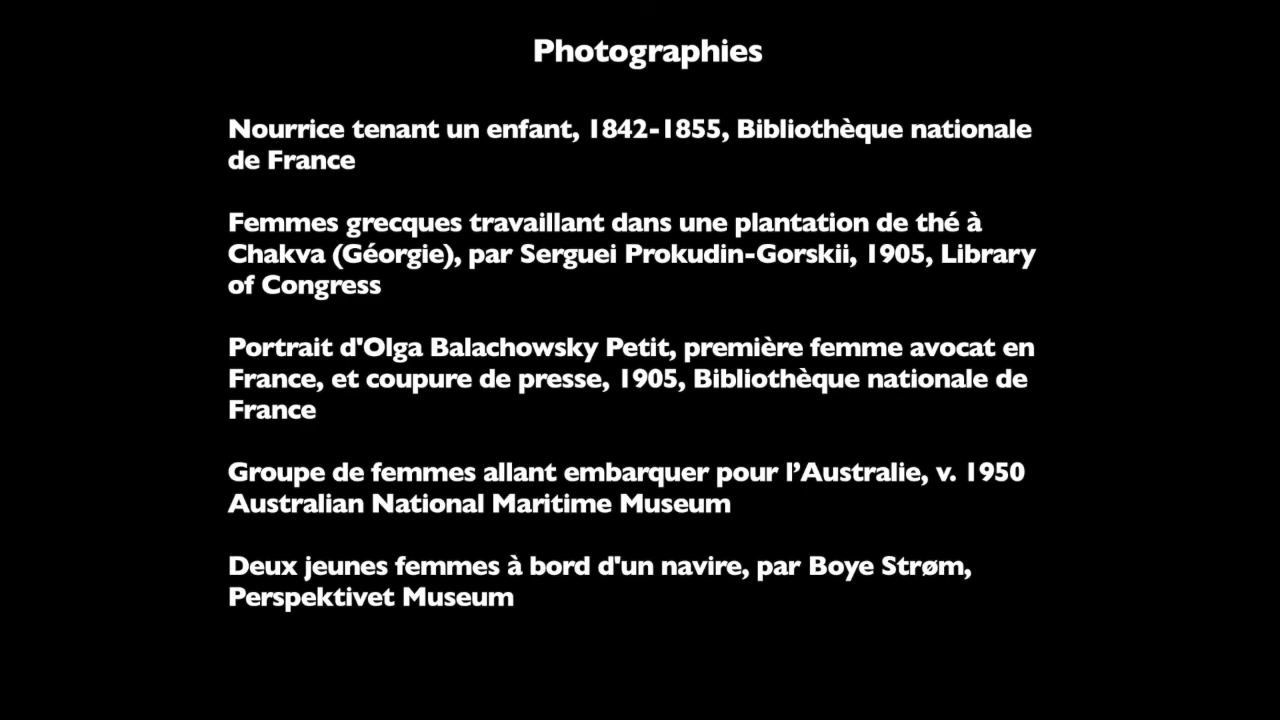 Photographies
Nourrice tenant un enfant, 1842-1855, Bibliothèque nationale
de France
Femmes grecques travaillant dans une plantation de thé à
Chakva (Géorgie), par Serguei Prokudin-Gorskii, 1905, Library
of Congress
Portrait d'Olga Balachowsky Petit, première femme avocat en
France, et coupure de presse, 1905, Bibliothèque nationale de
France
Groupe de femmes allant embarquer pour l’Australie, v. 1950
Australian National Maritime Museum
Deux jeunes femmes à bord d'un navire, par Boye Strøm,
Perspektivet Museum